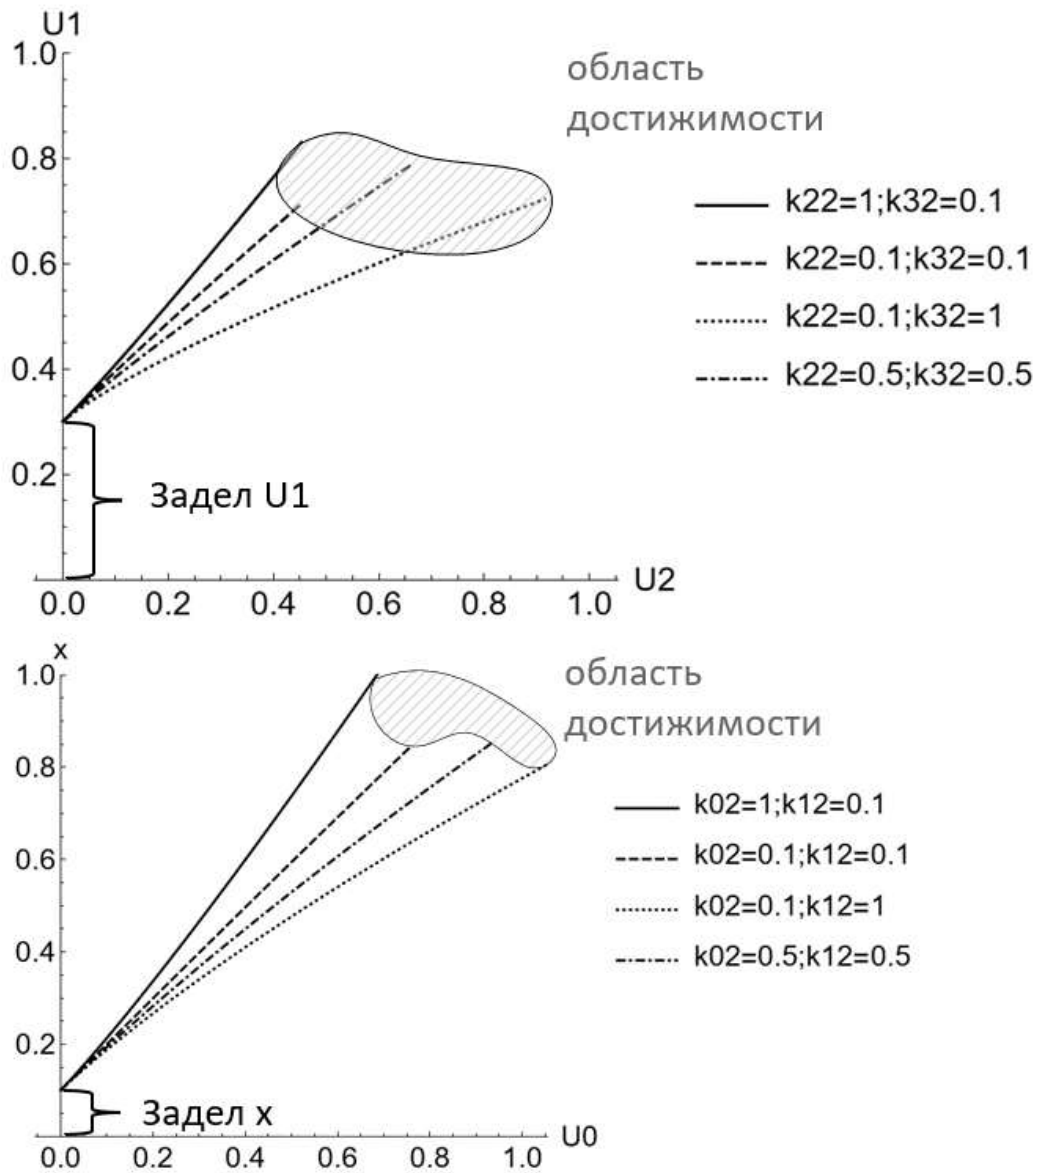 U1
1.0
область
достижимости
0.8
k22=1;k32=0.1
0.6
k22=0.1;k32=0.1
k22=0.1;k32=1
0.4
k22=0.5;k32=0.5
0.2
Задел U1
U2
0.0 0.2 0.4 0.6 0.8 1.0
x
1.0
область
достижимости
0.8
k02=1;k12=0.1
0.6
k02=0.1;k12=0.1
k02=0.1;k12=1
0.4
k02=0.5;k12=0.5
0.2
Задел x
U0
0.0 0.2 0.4 0.6 0.8 1.0